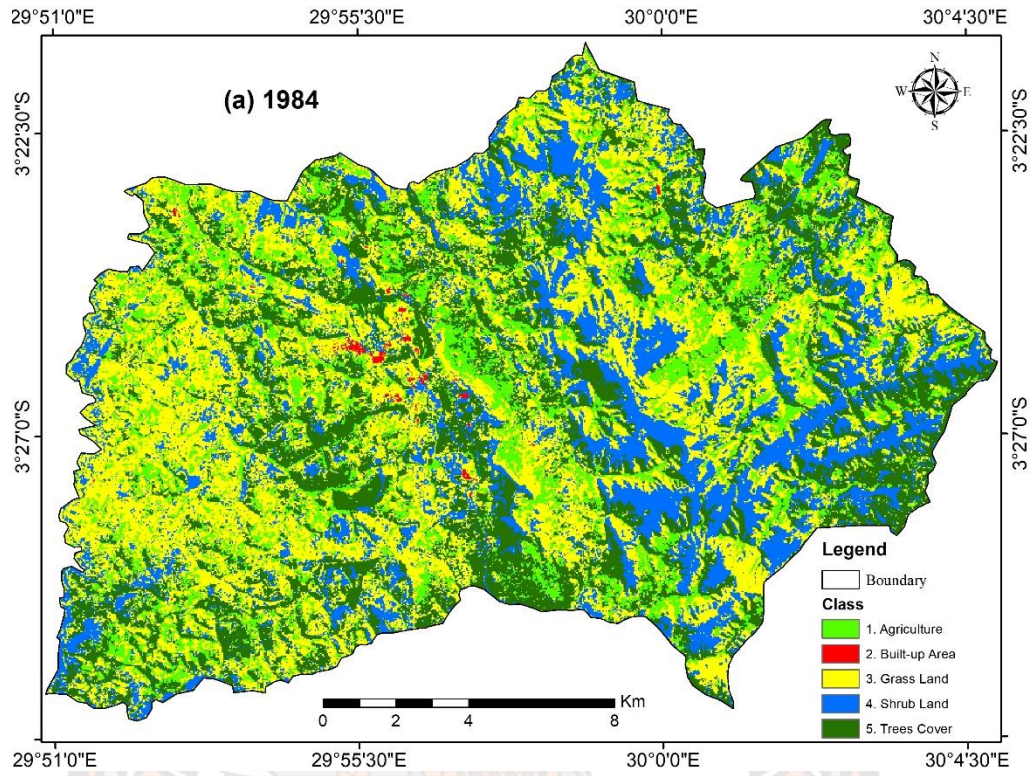 29°51'0"E 29°55'30"E 30°0'0"E 30°4'30"E
(a) 1984
N
W E
S
3°22'30"S 3°22'30"S
3°27'0"S 3°27'0"S
Legend
Boundary
Class
1. Agriculture
2. Built-up Area
3. Grass Land
4. Shrub Land
5. Trees Cover
Km
0 2 4 8
29°51'0"E 29°55'30"E 30°0'0"E 30°4'30"E